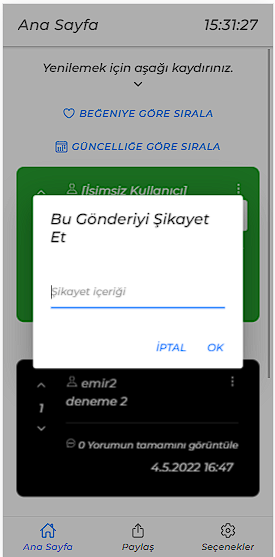 Ana Sayfa 15:31:27
Yenilemek için aşağı kaydırınız.
BEĞENİYE GÖRE SIRALA
GÜNCELLİĞE GÖRE SIRALA
[İsimsiz Kullanıcı]
Bu Gönderiyi Şikayet
Et
Şikayet içeriği
İPTAL OK
emir2
deneme 2
1
0 Yorumun tamamını görüntüle
4.5.2022 16:47
Ana Sayfa Paylaş Seçenekler